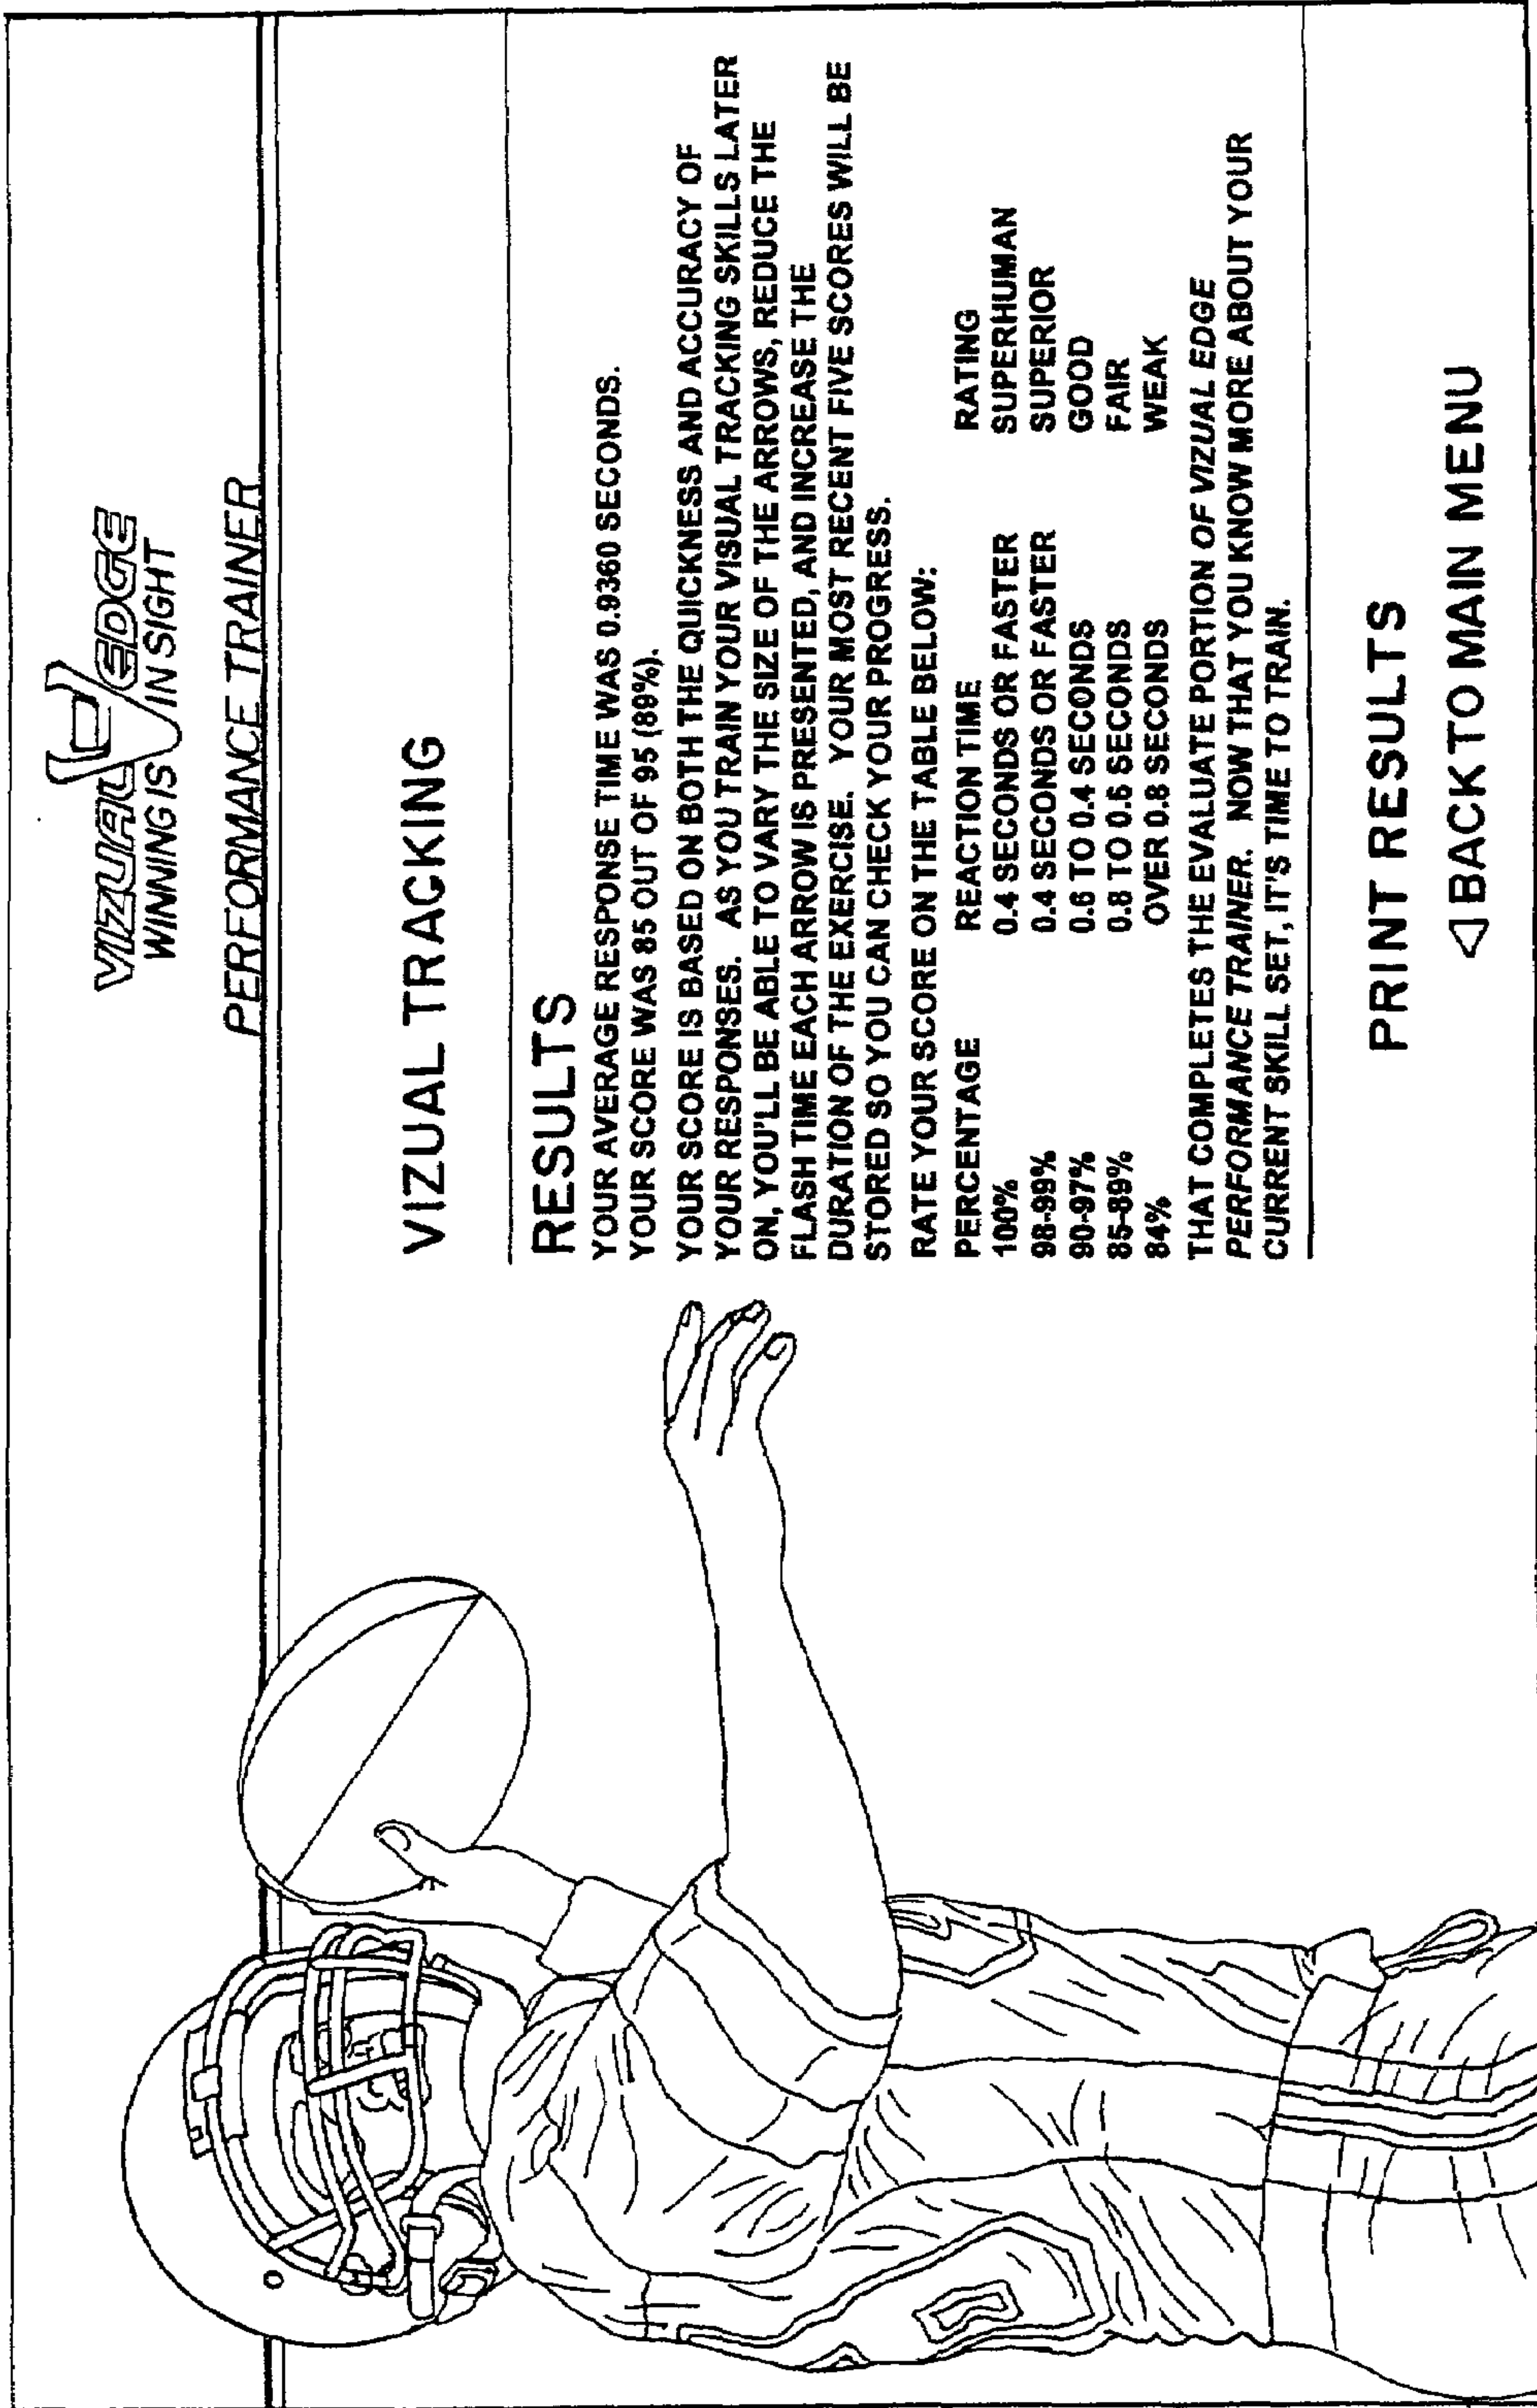 VIZUAL EDGE
WINNING IS IN SIGHT
PERFORMANCE TRAINER
VIZUAL TRACKING
RESULTS
YOUR AVERAGE RESPONSE TIME WAS 0.9360 SECONDS.
YOUR SCORE WAS 85 OUT OF 95 (89%).
YOUR SCORE IS BASED ON BOTH THE QUICKNESS AND ACCURACY OF
YOUR RESPONSES. AS YOU TRAIN YOUR VISUAL TRACKING SKILLS LATER
ON, YOU'LL BE ABLE TO VARY THE SIZE OF THE ARROWS, REDUCE THE
FLASH TIME EACH ARROW IS PRESENTED, AND INCREASE THE
DURATION OF THE EXERCISE. YOUR MOST RECENT FIVE SCORES WILL BE
STORED SO YOU CAN CHECK YOUR PROGRESS.
RATE YOUR SCORE ON THE TABLE BELOW:
PERCENTAGE REACTION TIME RATING
100% 0.4 SECONDS OR FASTER SUPERHUMAN
98-99% 0.4 SECONDS OR FASTER SUPERIOR
90-97% 0.6 TO 0.4 SECONDS GOOD
85-89% 0.8 TO 0.6 SECONDS FAIR
84% OVER 0.8 SECONDS WEAK
THAT COMPLETES THE EVALUATE PORTION OF VIZUAL EDGE
PERFORMANCE TRAINER. NOW THAT YOU KNOW MORE ABOUT YOUR
CURRENT SKILL SET, IT'S TIME TO TRAIN.
PRINT RESULTS
◁ BACK TO MAIN MENU